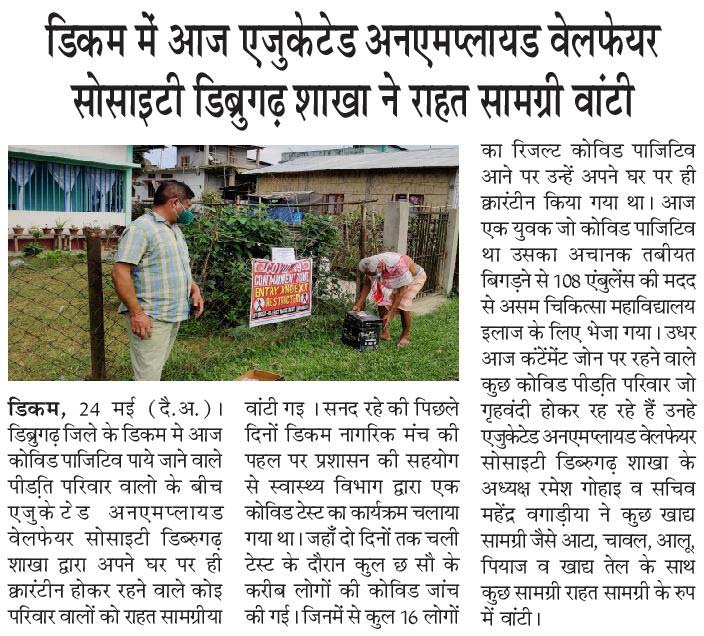 डिकम में आज एजुकेटेड अनएमप्लायड वेलफेयर
सोसाइटी डिब्रुगढ़ शाखा ने राहत सामग्री वांटी
COVID-19
CONTAINMENT ZONE
ENTRY AND EXIT
RESTRICTION
डिकम, 24 मई (दै.अ.)।
डिब्रुगढ़ जिले के डिकम मे आज
कोविड पाजिटिव पाये जाने वाले
पीडति़ परिवार वालो के बीच
एजुकेटेड अनएमप्लायड
वेलफेयर सोसाइटी डिब्रुगढ़
शाखा द्वारा अपने घर पर ही
क्रारंटीन होकर रहने वाले कोइ
परिवार वालों को राहत सामग्रीया
वांटी गइ । सनद रहे की पिछले
दिनों डिकम नागरिक मंच की
पहल पर प्रशासन की सहयोग
से स्वास्थ्य विभाग द्वारा एक
कोविड टेस्ट का कार्यक्रम चलाया
गया था। जहाँ दो दिनों तक चली
टेस्ट के दौरान कुल छ सौ के
करीब लोगों की कोविड जांच
की गई। जिनमें से कुल 16 लोगों
का रिजल्ट कोविड पाजिटिव
आने पर उन्हें अपने घर पर ही
क्रारंटीन किया गया था। आज
एक युवक जो कोविड पाजिटिव
था उसका अचानक तबीयत
बिगड़ने से 108 एंबुलेंस की मदद
से असम चिकित्सा महाविद्यालय
इलाज के लिए भेजा गया। उधर
आज कंटेंमेंट जोन पर रहने वाले
कुछ कोविड पीडति़ परिवार जो
गृहवंदी होकर रह रहे हैं उनहे
एजुकेटेड अनएमप्लायड वेलफेयर
सोसाइटी डिब्रुगढ़ शाखा के
अध्यक्ष रमेश गोहाइ व सचिव
महेंद्र वगाड़ीया ने कुछ खाद्य
सामग्री जैसे आटा, चावल, आलू,
पियाज व खाद्य तेल के साथ
कुछ सामग्री राहत सामग्री के रुप
में वांटी।